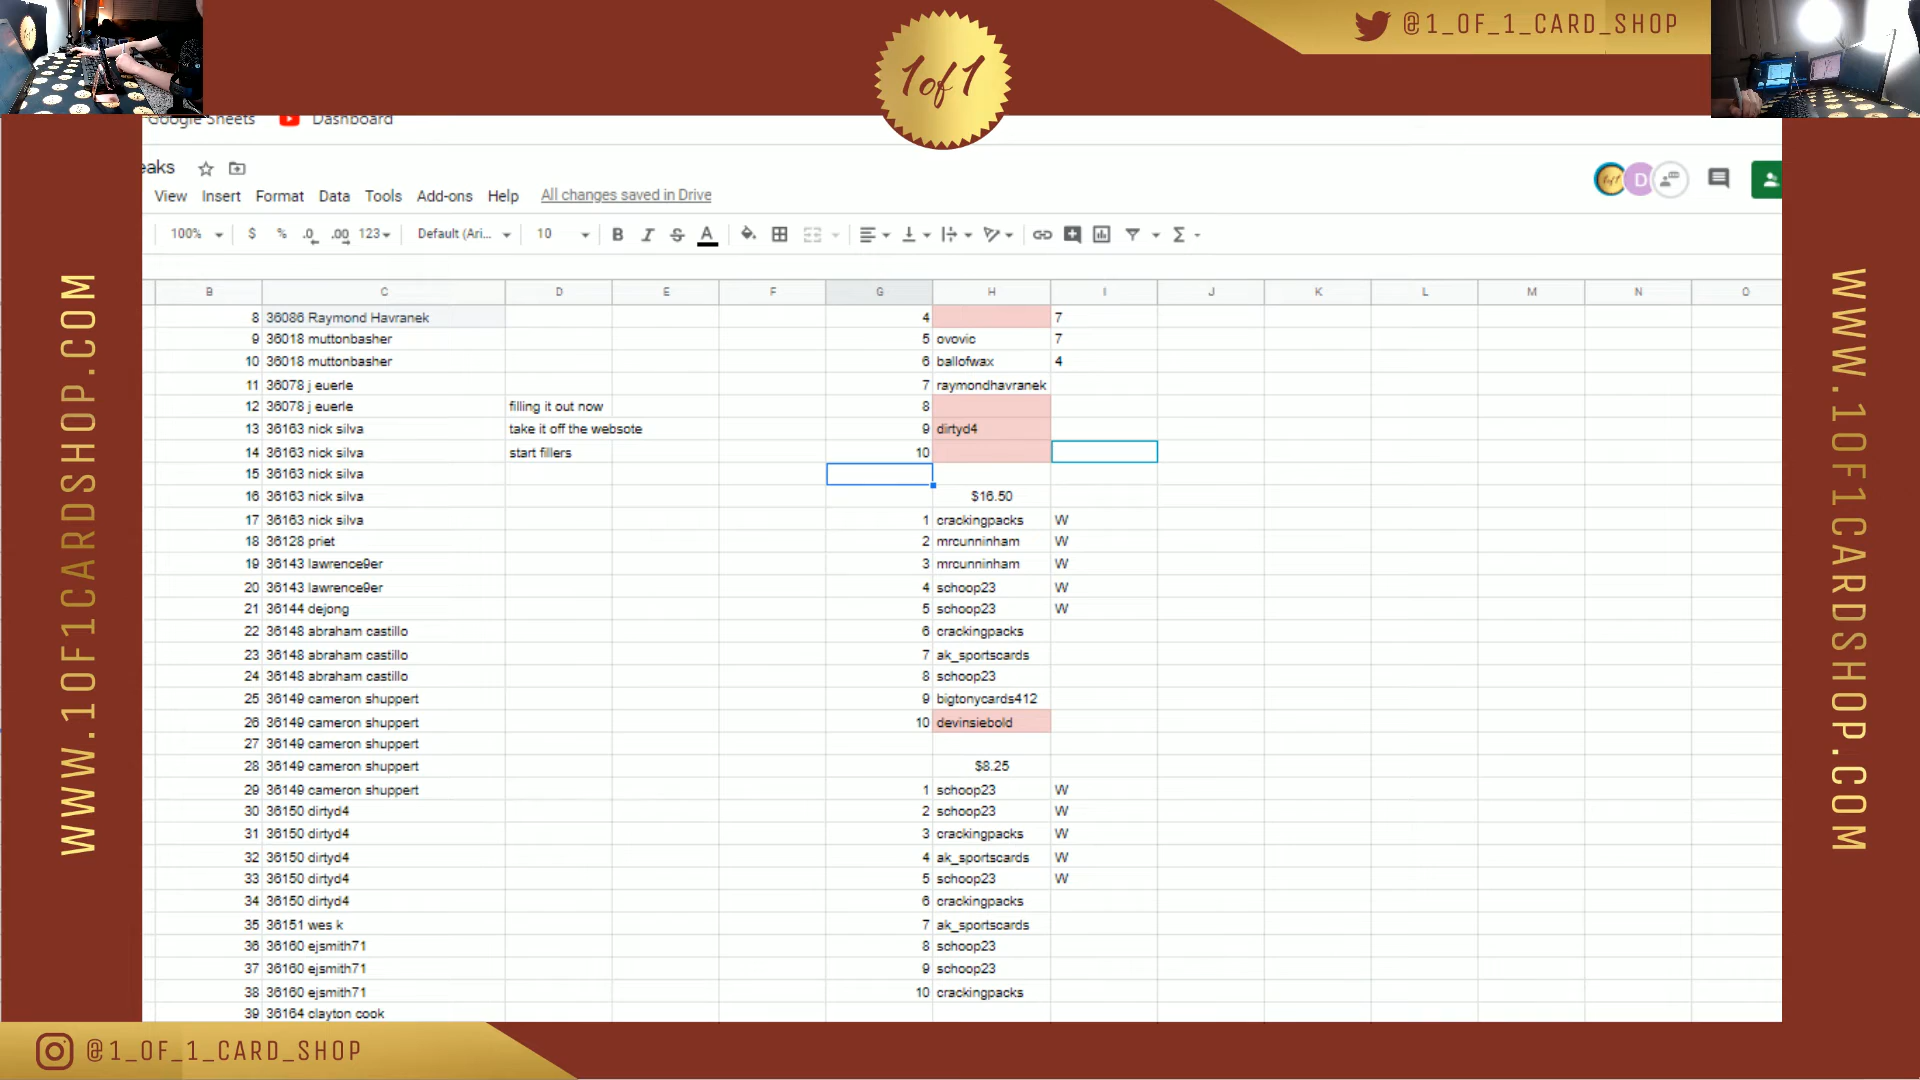 @1_OF_1_CARD_SHOP
1of1
Google Sheets Dashboard
eaks
View Insert Format Data Tools Add-ons Help All changes saved in Drive
D
100% $ % .0 .00 123 Default (Ari... 10 B I S A
B C D E F G H I J K L M N O
8 36086 Raymond Havranek 4 7
9 36018 muttonbasher 5 ovovic 7
10 36018 muttonbasher 6 ballofwax 4
11 36078 j euerle 7 raymondhavranek
12 36078 j euerle filling it out now 8
13 36163 nick silva take it off the websote 9 dirtyd4
14 36163 nick silva start fillers 10
15 36163 nick silva
16 36163 nick silva $16.50
17 36163 nick silva 1 crackingpacks W
18 36128 priet 2 mrcunninham W
19 36143 lawrence9er 3 mrcunninham W
20 36143 lawrence9er 4 schoop23 W
21 36144 dejong 5 schoop23 W
22 36148 abraham castillo 6 crackingpacks
23 36148 abraham castillo 7 ak_sportscards
24 36148 abraham castillo 8 schoop23
25 36149 cameron shuppert 9 bigtonycards412
26 36149 cameron shuppert 10 devinsiebold
27 36149 cameron shuppert
28 36149 cameron shuppert $8.25
29 36149 cameron shuppert 1 schoop23 W
30 36150 dirtyd4 2 schoop23 W
31 36150 dirtyd4 3 crackingpacks W
32 36150 dirtyd4 4 ak_sportscards W
33 36150 dirtyd4 5 schoop23 W
34 36150 dirtyd4 6 crackingpacks
35 36151 wes k 7 ak_sportscards
36 36160 ejsmith71 8 schoop23
37 36160 ejsmith71 9 schoop23
38 36160 ejsmith71 10 crackingpacks
39 36164 clayton cook
WWW.1OF1CARDSHOP.COM
WWW.1OF1CARDSHOP.COM
@1_OF_1_CARD_SHOP